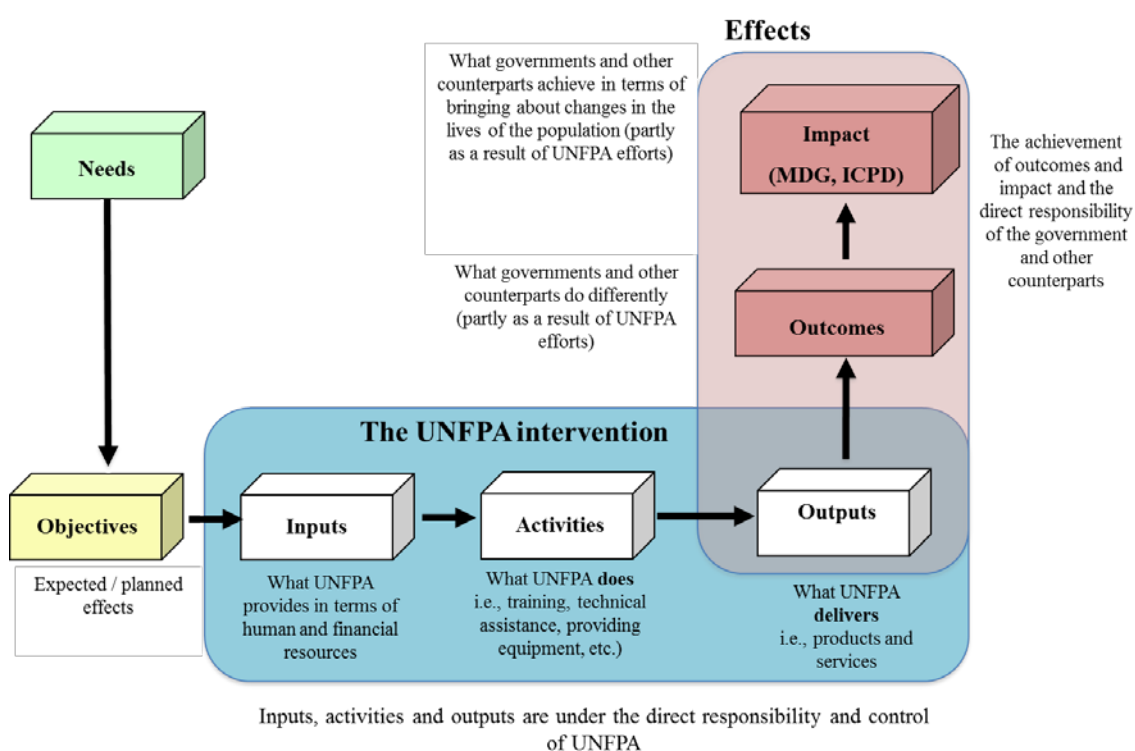 Effects
What governments and other
counterparts achieve in terms of
bringing about changes in the
lives of the population (partly
as a result of UNFPA efforts)
Impact
(MDG, ICPD)
The achievement
of outcomes and
impact and the
direct responsibility
of the government
and other
counterparts
Needs
What governments and other
counterparts do differently
(partly as a result of UNFPA
efforts)
Outcomes
The UNFPA intervention
Objectives
Inputs
Activities
Outputs
Expected / planned
effects
What UNFPA
provides in terms of
human and financial
resources
What UNFPA does
i.e., training, technical
assistance, providing
equipment, etc.)
What UNFPA
delivers
i.e., products and
services
Inputs, activities and outputs are under the direct responsibility and control
of UNFPA